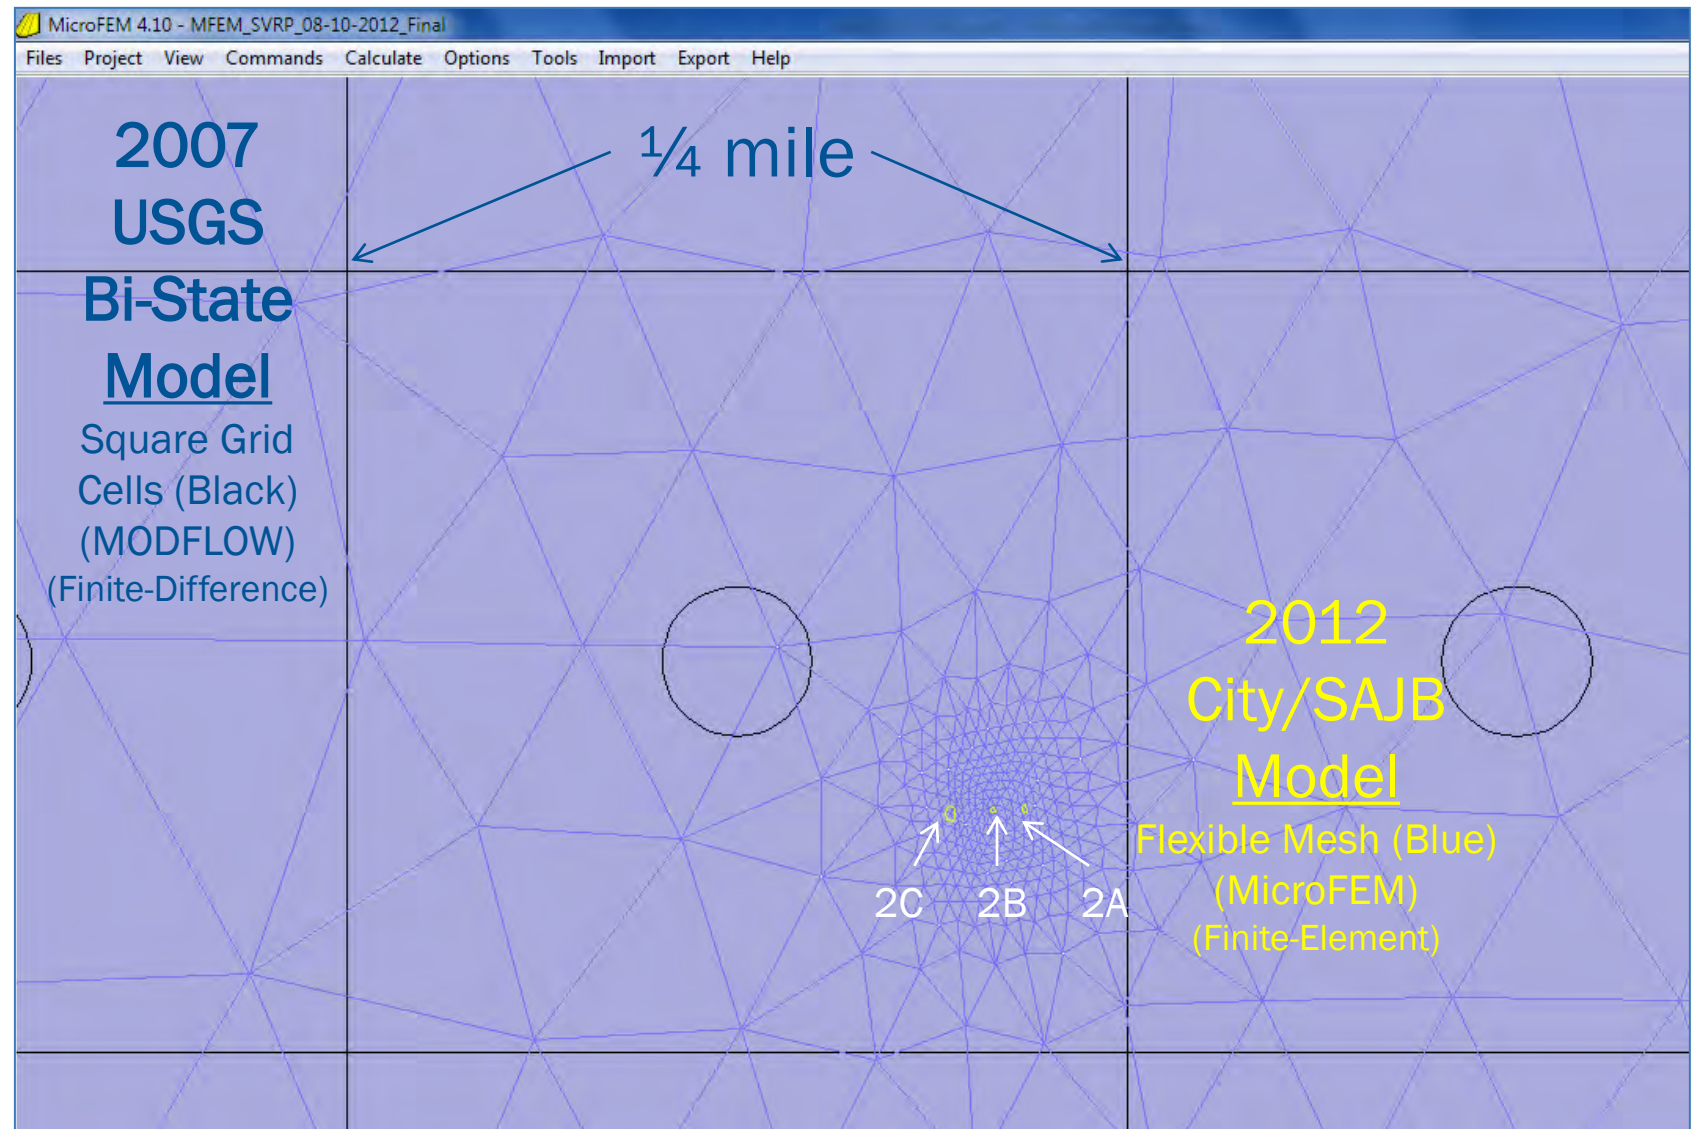 MicroFEM 4.10 - MFEM_SVRP_08-10-2012_Final
Files Project View Commands Calculate Options Tools Import Export Help
2007
USGS
Bi-State
Model
Square Grid
Cells (Black)
(MODFLOW)
(Finite-Difference)
¼ mile
2012
City/SAJB
Model
Flexible Mesh (Blue)
(MicroFEM)
(Finite-Element)
2C 2B 2A